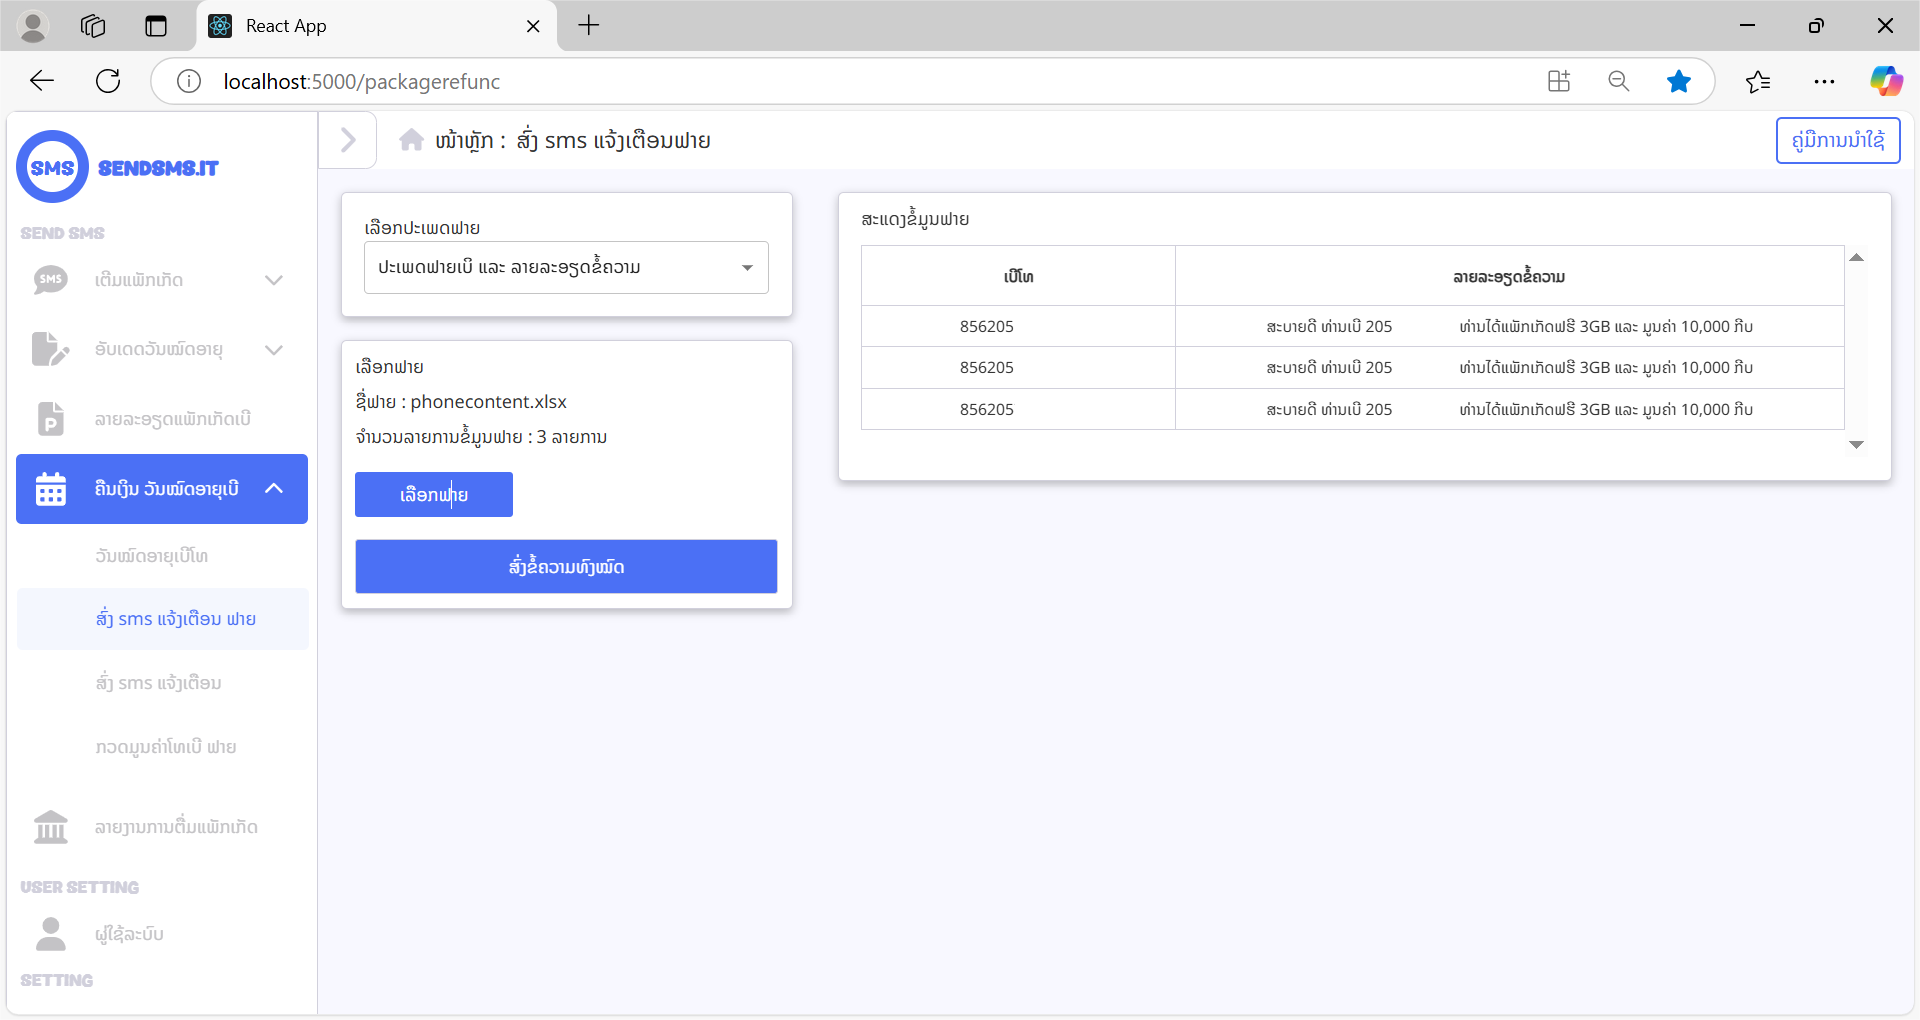 React App
localhost:5000/packagerefunc
SMS
SENDSMS.IT
SEND SMS
SMS
ເຕີມແພັກເກັດ
ອັບເດດວັນໝົດອາຍຸ
P
ລາຍລະອຽດແພັກເກັດເບີ
ຄືນເງິນ ວັນໝົດອາຍຸເບີ
ວັນໝົດອາຍຸເບີໂທ
ສົ່ງ sms ແຈ້ງເຕືອນ ຟາຍ
ສົ່ງ sms ແຈ້ງເຕືອນ
ກວດມູນຄ່າໂທເບີ ຟາຍ
ລາຍງານການຕື່ມແພັກເກັດ
USER SETTING
ຜູ້ໃຊ້ລະບົບ
SETTING
ໜ້າຫຼັກ : ສົ່ງ sms ແຈ້ງເຕືອນຟາຍ
ຄູ່ມືການນຳໃຊ້
ເລືອກປະເພດຟາຍ
ປະເພດຟາຍເບີ ແລະ ລາຍລະອຽດຂໍ້ຄວາມ
ເລືອກຟາຍ
ຊື່ຟາຍ : phonecontent.xlsx
ຈຳນວນລາຍການຂໍ້ມູນຟາຍ : 3 ລາຍການ
ເລືອກຟາຍ
ສົ່ງຂໍ້ຄວາມທັງໝົດ
ສະແດງຂໍ້ມູນຟາຍ
ເບີໂທ ລາຍລະອຽດຂໍ້ຄວາມ
856205 ສະບາຍດີ ທ່ານເບີ 205 ທ່ານໄດ້ແພັກເກັດຟຣີ 3GB ແລະ ມູນຄ່າ 10,000 ກີບ
856205 ສະບາຍດີ ທ່ານເບີ 205 ທ່ານໄດ້ແພັກເກັດຟຣີ 3GB ແລະ ມູນຄ່າ 10,000 ກີບ
856205 ສະບາຍດີ ທ່ານເບີ 205 ທ່ານໄດ້ແພັກເກັດຟຣີ 3GB ແລະ ມູນຄ່າ 10,000 ກີບ